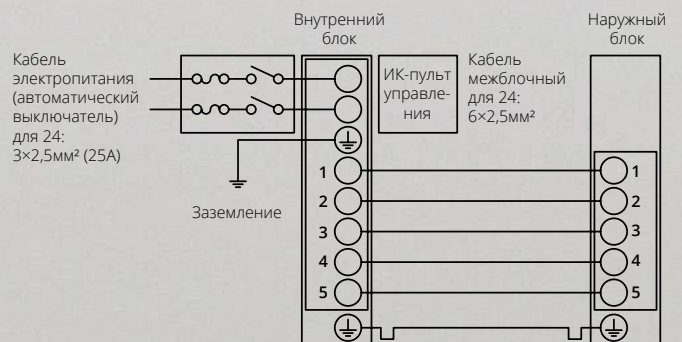 Внутренний
блок
Наружный
блок
Кабель
электропитания
(автоматический
выключатель)
для 24:
3×2,5мм² (25А)
ИК-пульт
управле-
ния
Кабель
межблочный
для 24:
6×2,5мм²
Заземление
1
2
3
4
5
1
2
3
4
5